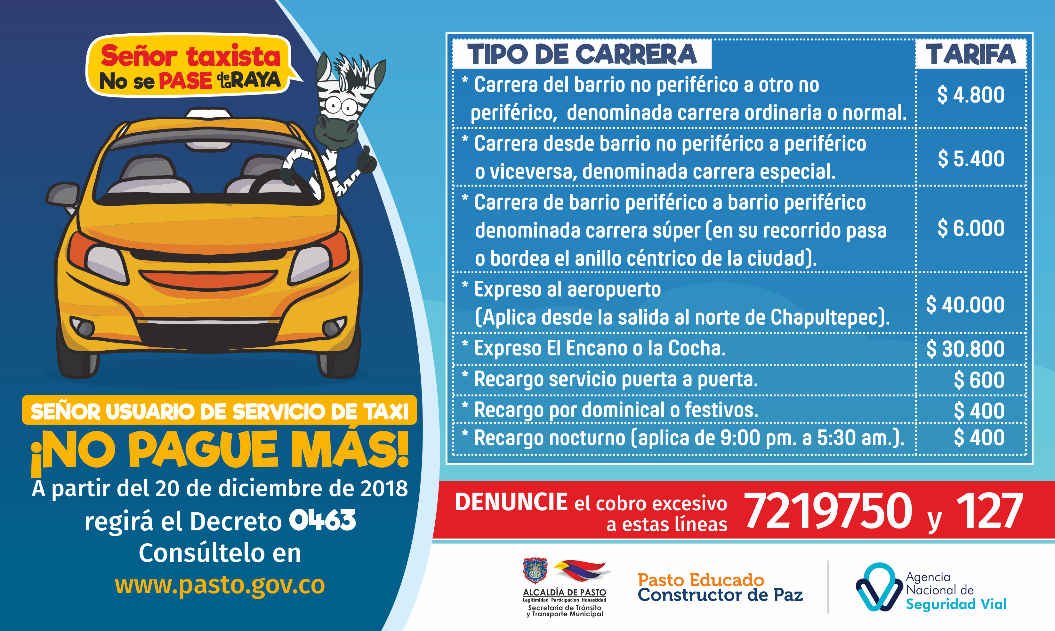 Señor taxista
No se PASE de la RAYA
SEÑOR USUARIO DE SERVICIO DE TAXI
¡NO PAGUE MÁS!
A partir del 20 de diciembre de 2018
regirá el Decreto 0463
Consúltelo en
www.pasto.gov.co
TIPO DE CARRERA TARIFA
* Carrera del barrio no periférico a otro no
periférico, denominada carrera ordinaria o normal. $ 4.800
* Carrera desde barrio no periférico a periférico
o viceversa, denominada carrera especial. $ 5.400
* Carrera de barrio periférico a barrio periférico
denominada carrera súper (en su recorrido pasa $ 6.000
o bordea el anillo céntrico de la ciudad).
* Expreso al aeropuerto
(Aplica desde la salida al norte de Chapultepec). $ 40.000
* Expreso El Encano o la Cocha. $ 30.800
* Recargo servicio puerta a puerta. $ 600
* Recargo por dominical o festivos. $ 400
* Recargo nocturno (aplica de 9:00 pm. a 5:30 am.). $ 400
DENUNCIE el cobro excesivo
a estas líneas 7219750 y 127
ALCALDÍA DE PASTO
Legitimidad Participación Honestidad
Secretaría de Tránsito
y Transporte Municipal
Pasto Educado
Constructor de Paz
Agencia
Nacional de
Seguridad Vial